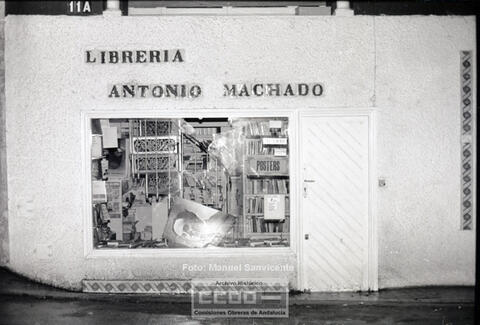 11A
LIBRERIA
ANTONIO MACHADO
POSTERS
Foto: Manuel Sanvicente
Archivo Histórico
CCOO
Comisiones Obreras de Andalucía